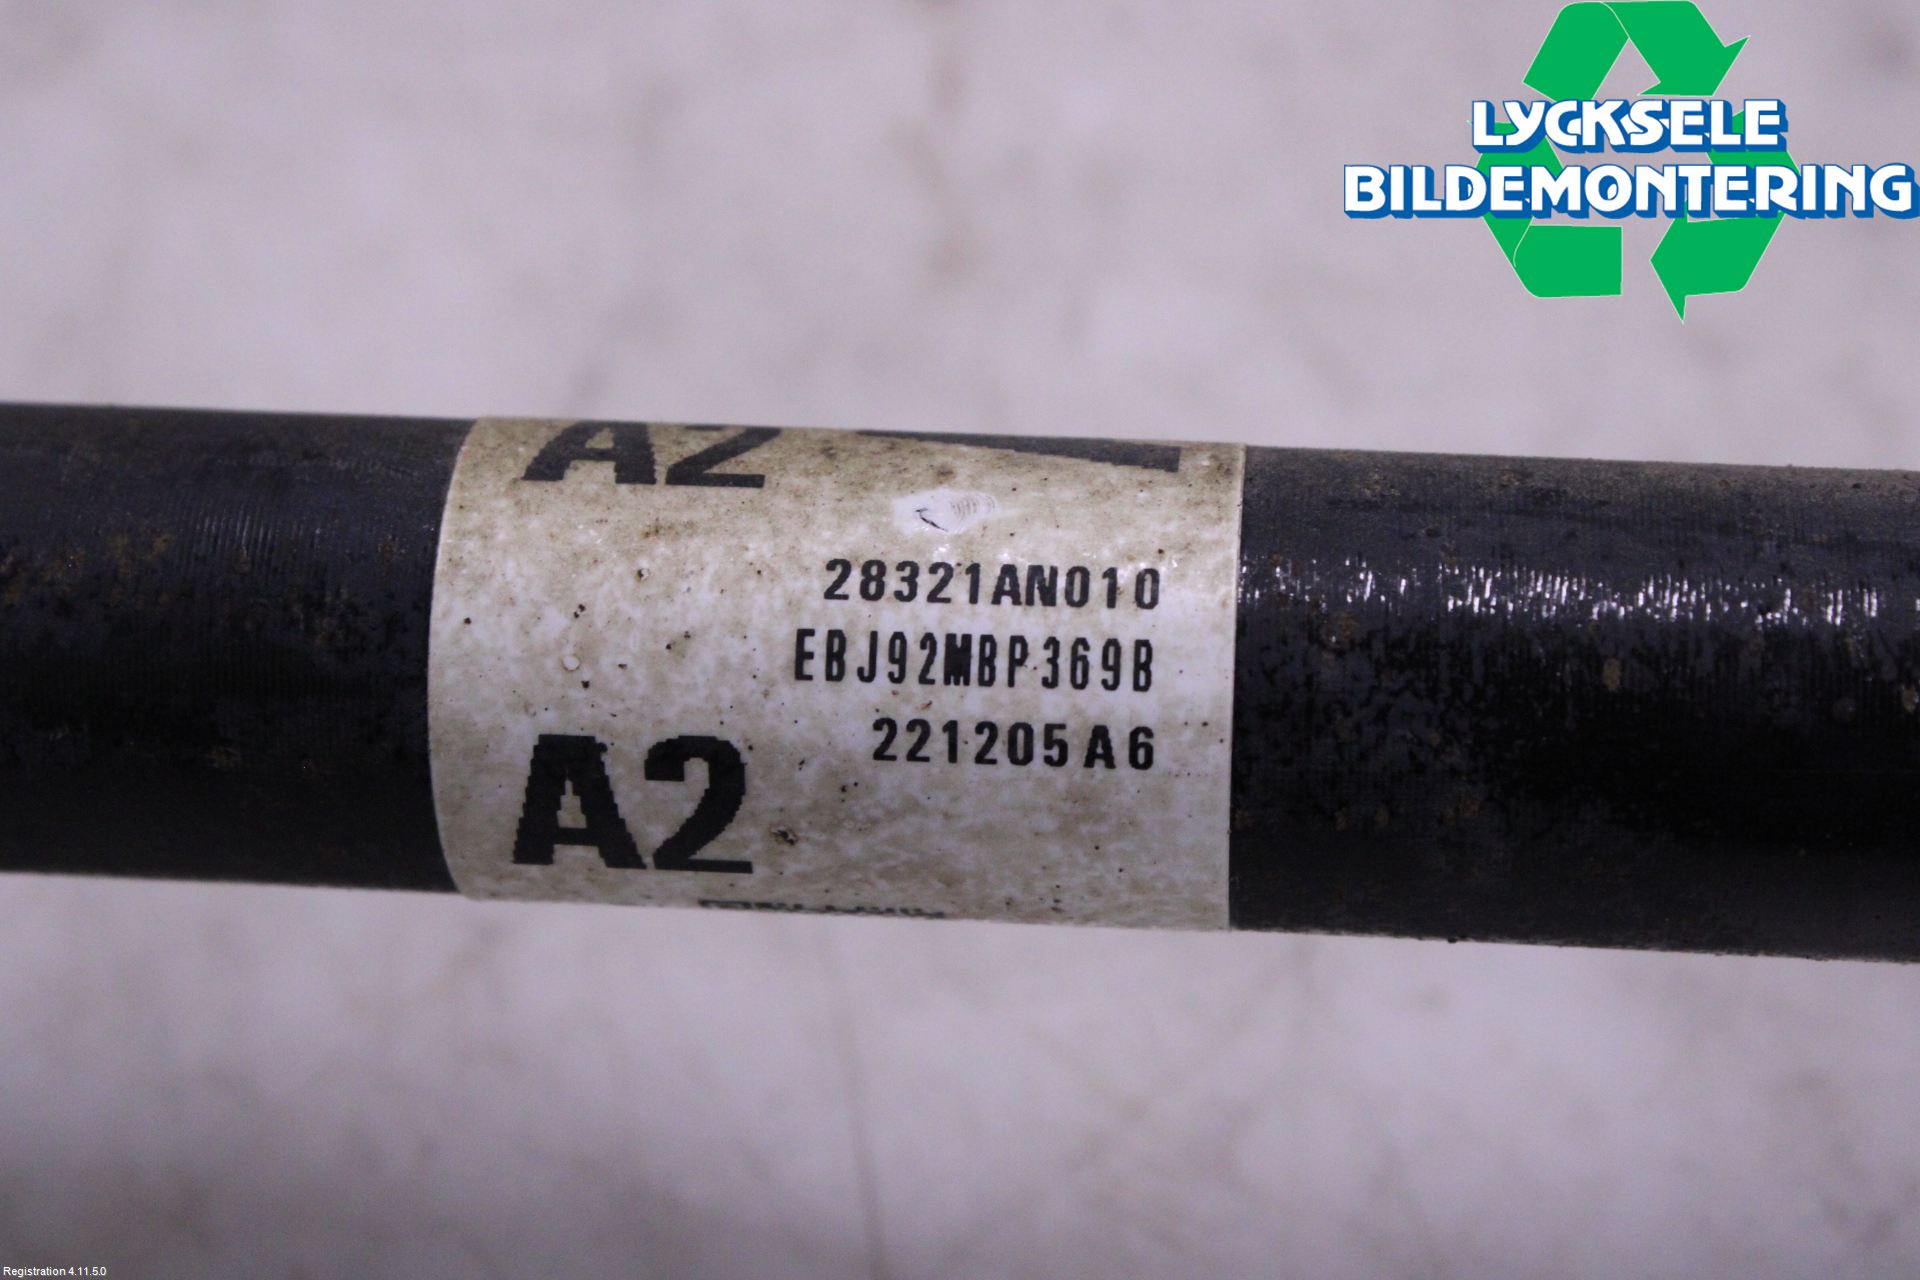 LYCKSELE
BILDEMONTERING
A2
28321AN010
EBJ92MBP369B
221205A6
A2
Registration 4.11.5.0